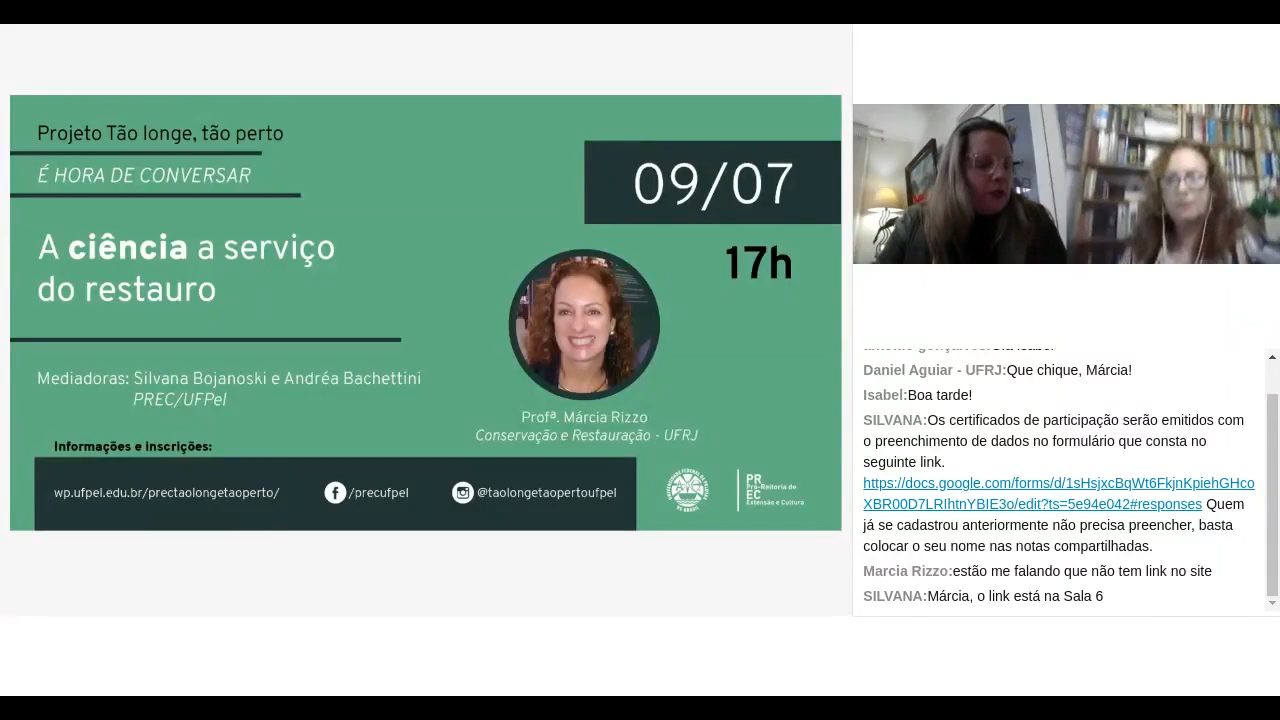 Projeto Tão longe, tão perto
É HORA DE CONVERSAR
A ciência a serviço
do restauro
Mediadoras: Silvana Bojanoski e Andréa Bachettini
PREC/UFPel
09/07
17h
Profª. Márcia Rizzo
Conservação e Restauração - UFRJ
Informações e inscrições:
wp.ufpel.edu.br/prectaolongetaoperto/
/precufpel
@taolongetaopertoufpel
PR
Pró-Reitoria de
EC
Extensão e Cultura
Daniel Aguiar - UFRJ:Que chique, Márcia!
Isabel:Boa tarde!
SILVANA:Os certificados de participação serão emitidos com
o preenchimento de dados no formulário que consta no
seguinte link.
https://docs.google.com/forms/d/1sHsjxcBqWt6FkjnKpiehGHco
XBR00D7LRIhtnYBIE3o/edit?ts=5e94e042#responses Quem
já se cadastrou anteriormente não precisa preencher, basta
colocar o seu nome nas notas compartilhadas.
Marcia Rizzo:estão me falando que não tem link no site
SILVANA:Márcia, o link está na Sala 6